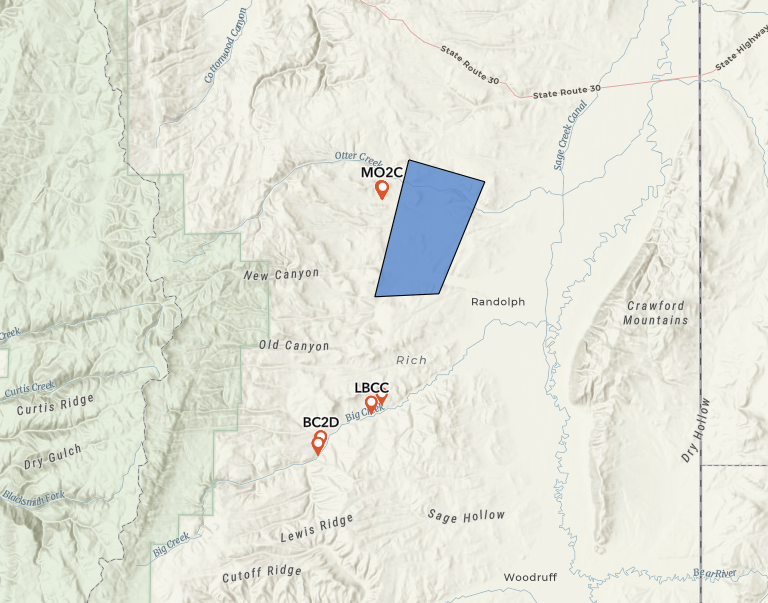 Cottonwood Canyon
State Route 30
State Route 30
State Highway
Sage Creek Canal
Otter Creek
MO2C
New Canyon
Randolph
Crawford
Mountains
Creek
Old Canyon
Rich
Curtis Creek
LBCC
Curtis Ridge
Big Creek
BC2D
Dry Hollow
Dry Gulch
Blacksmith Fork
Sage Hollow
Lewis Ridge
Big Creek
Cutoff Ridge
Woodruff
Bear River